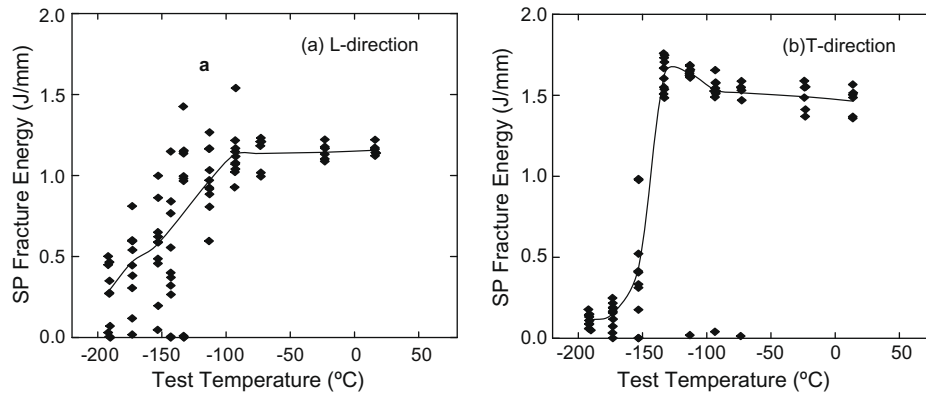 2.0
1.5
1.0
0.5
0.0
SP Fracture Energy (J/mm)
(a) L-direction
a
-200 -150 -100 -50 0 50
Test Temperature (ºC)
2.0
1.5
1.0
0.5
0.0
SP Fracture Energy (J/mm)
(b)T-direction
-200 -150 -100 -50 0 50
Test Temperature (ºC)